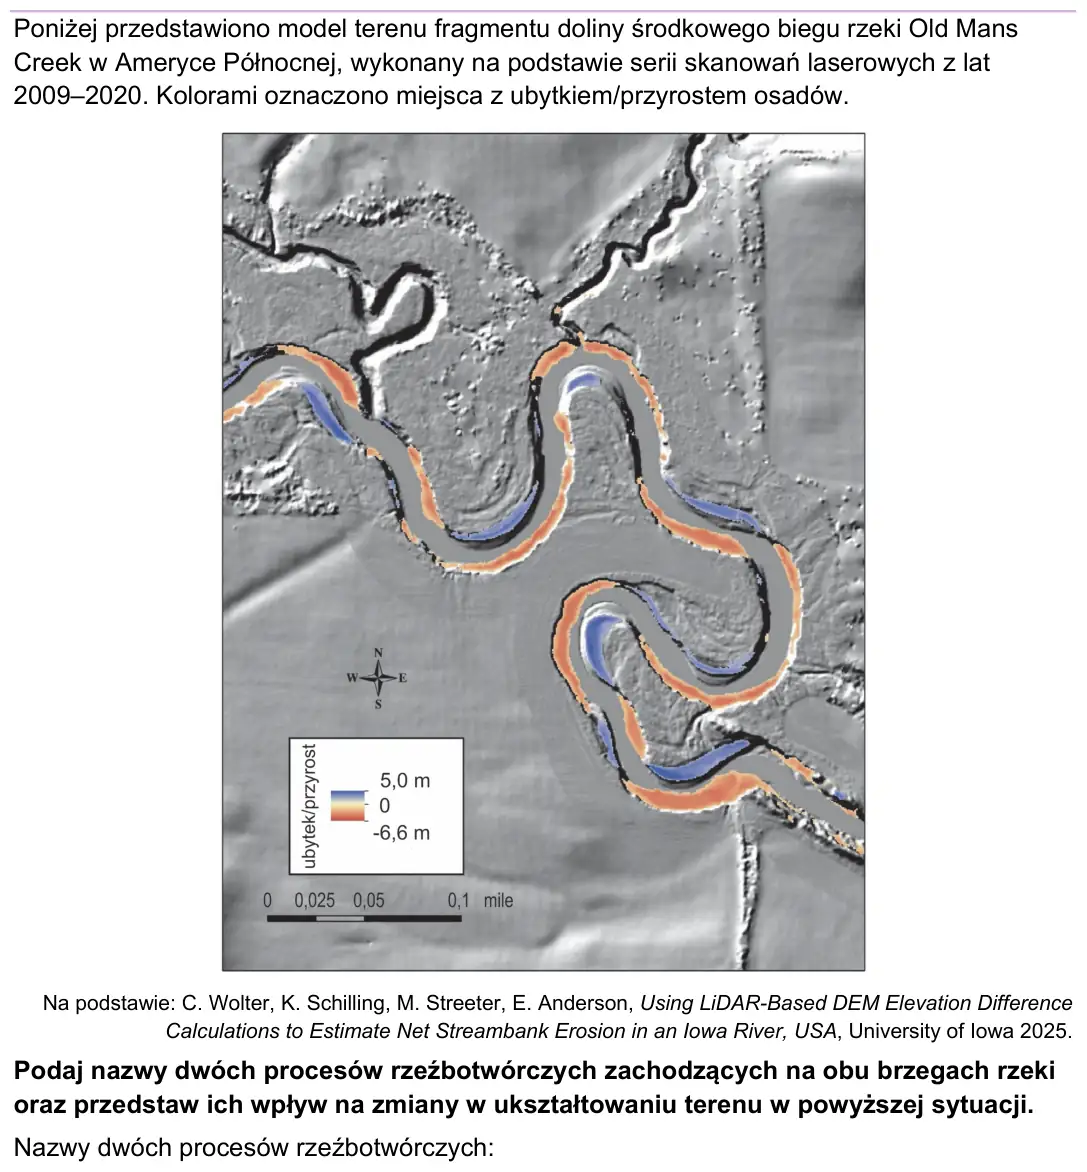 Poniżej przedstawiono model terenu fragmentu doliny środkowego biegu rzeki Old Mans
Creek w Ameryce Północnej, wykonany na podstawie serii skanowań laserowych z lat
2009–2020. Kolorami oznaczono miejsca z ubytkiem/przyrostem osadów.
N
W E
S
ubytek/przyrost
5,0 m
0
-6,6 m
0 0,025 0,05 0,1 mile
Na podstawie: C. Wolter, K. Schilling, M. Streeter, E. Anderson, Using LiDAR-Based DEM Elevation Difference
Calculations to Estimate Net Streambank Erosion in an Iowa River, USA, University of Iowa 2025.
Podaj nazwy dwóch procesów rzeźbotwórczych zachodzących na obu brzegach rzeki
oraz przedstaw ich wpływ na zmiany w ukształtowaniu terenu w powyższej sytuacji.
Nazwy dwóch procesów rzeźbotwórczych: